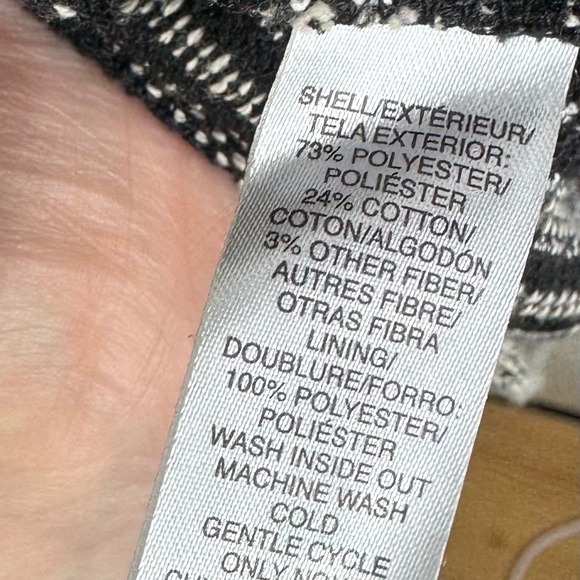 SHELL/EXTÉRIEUR/
TELA EXTERIOR:
73% POLYESTER/
POLIÉSTER
24% COTTON/
COTON/ALGODÓN
3% OTHER FIBER/
AUTRES FIBRE/
OTRAS FIBRA
LINING/
DOUBLURE/FORRO:
100% POLYESTER/
POLIÉSTER
WASH INSIDE OUT
MACHINE WASH
COLD
GENTLE CYCLE
ONLY